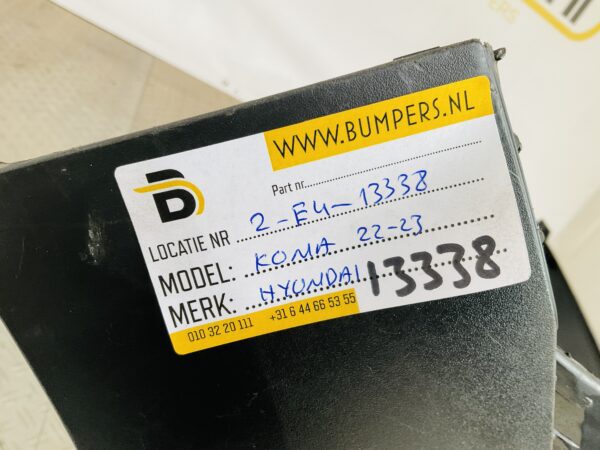 WWW.BUMPERS.NL
B
Part nr.
LOCATIE NR 2-E4-13338
MODEL: KONA 22-23
MERK: HYUNDAI 13338
010 32 20 111 +31 6 44 66 53 55
ERS